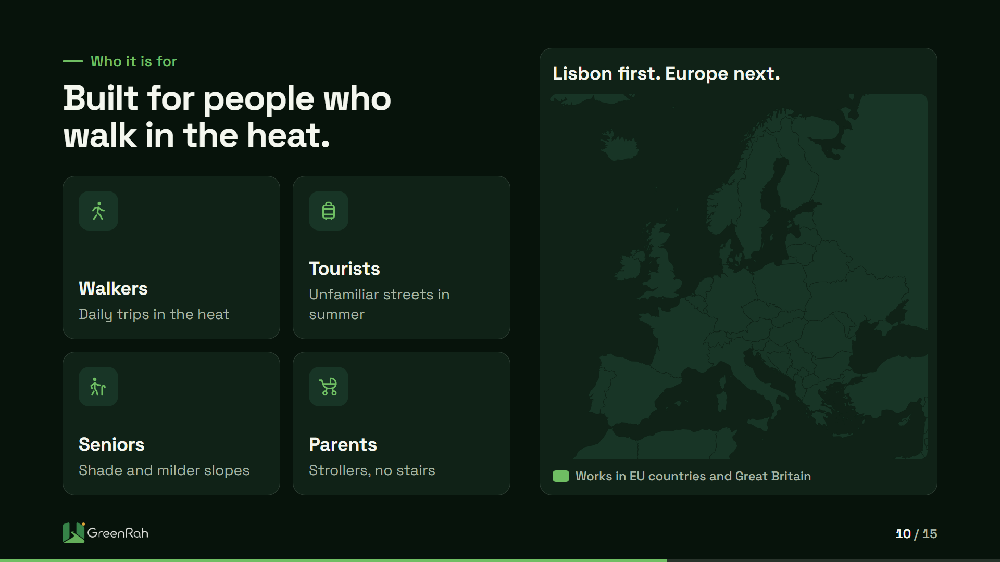 Who it is for
Built for people who
walk in the heat.
Walkers
Daily trips in the heat
Tourists
Unfamiliar streets in
summer
Seniors
Shade and milder slopes
Parents
Strollers, no stairs
Lisbon first. Europe next.
Works in EU countries and Great Britain
GreenRah
10 / 15